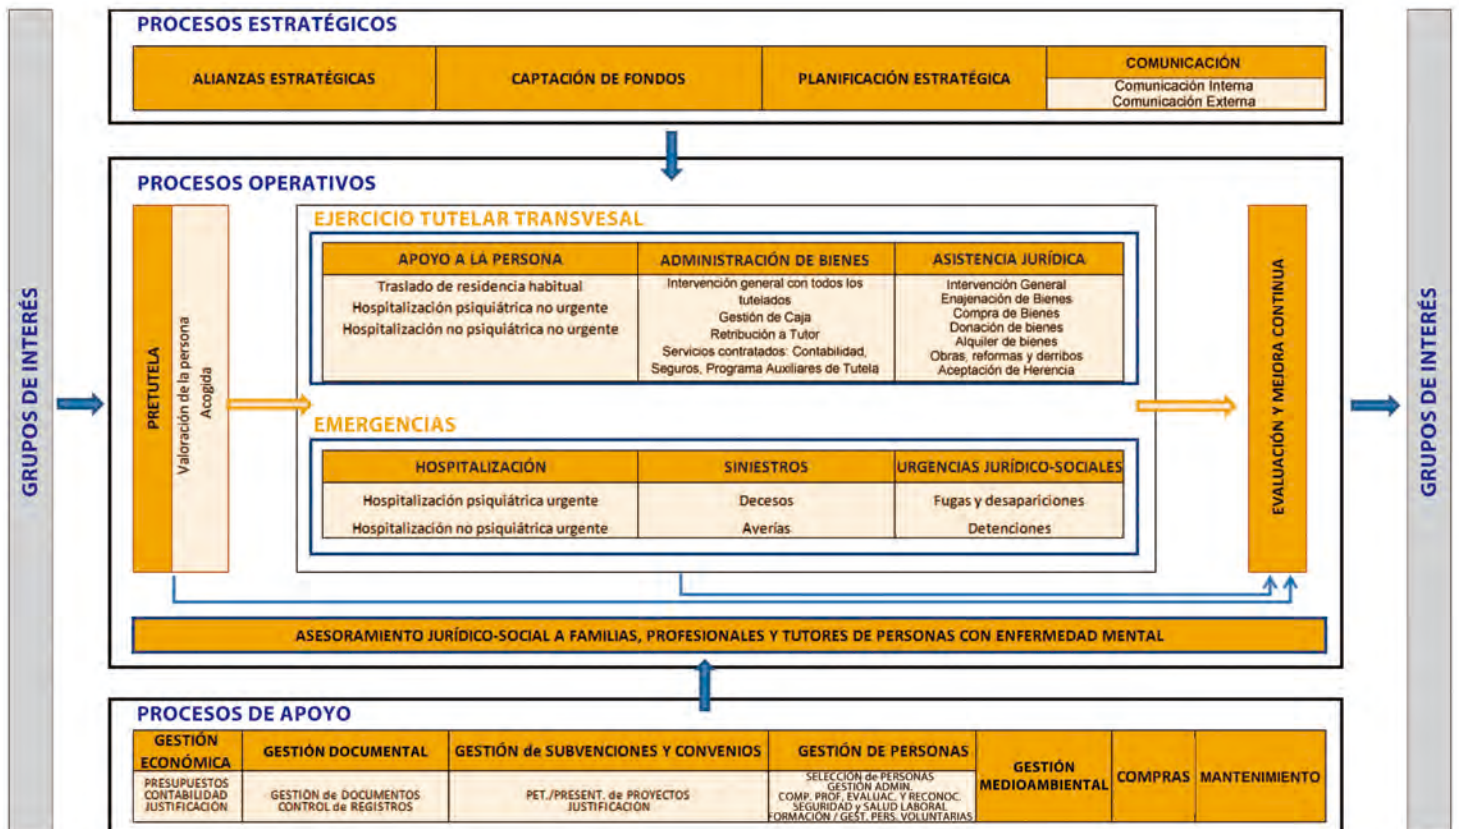 GRUPOS DE INTERÉS
PROCESOS ESTRATÉGICOS
ALIANZAS ESTRATÉGICAS
CAPTACIÓN DE FONDOS
PLANIFICACIÓN ESTRATÉGICA
COMUNICACIÓN
Comunicación Interna
Comunicación Externa
PROCESOS OPERATIVOS
PRETUTELA
Valoración de la persona
Acogida
EJERCICIO TUTELAR TRANSVESAL
APOYO A LA PERSONA
Traslado de residencia habitual
Hospitalización psiquiátrica no urgente
Hospitalización no psiquiátrica no urgente
ADMINISTRACIÓN DE BIENES
Intervención general con todos los
tutelados
Gestión de Caja
Retribución a Tutor
Servicios contratados: Contabilidad,
Seguros, Programa Auxiliares de Tutela
ASISTENCIA JURÍDICA
Intervención General
Enajenación de Bienes
Compra de Bienes
Donación de bienes
Alquiler de bienes
Obras, reformas y derribos
Aceptación de Herencia
EMERGENCIAS
HOSPITALIZACIÓN
Hospitalización psiquiátrica urgente
Hospitalización no psiquiátrica urgente
SINIESTROS
Decesos
Averías
URGENCIAS JURÍDICO-SOCIALES
Fugas y desapariciones
Detenciones
EVALUACIÓN Y MEJORA CONTINUA
ASESORAMIENTO JURÍDICO-SOCIAL A FAMILIAS, PROFESIONALES Y TUTORES DE PERSONAS CON ENFERMEDAD MENTAL
PROCESOS DE APOYO
GESTIÓN
ECONÓMICA
PRESUPUESTOS
CONTABILIDAD
JUSTIFICACIÓN
GESTIÓN DOCUMENTAL
GESTIÓN de DOCUMENTOS
CONTROL de REGISTROS
GESTIÓN de SUBVENCIONES Y CONVENIOS
PET./PRESENT. de PROYECTOS
JUSTIFICACIÓN
GESTIÓN DE PERSONAS
SELECCIÓN de PERSONAS
GESTIÓN ADMIN.
COMP. PROF, EVALUAC. Y RECONOC.
SEGURIDAD y SALUD LABORAL
FORMACIÓN / GEST. PERS. VOLUNTARIAS
GESTIÓN
MEDIOAMBIENTAL
COMPRAS
MANTENIMIENTO
GRUPOS DE INTERÉS